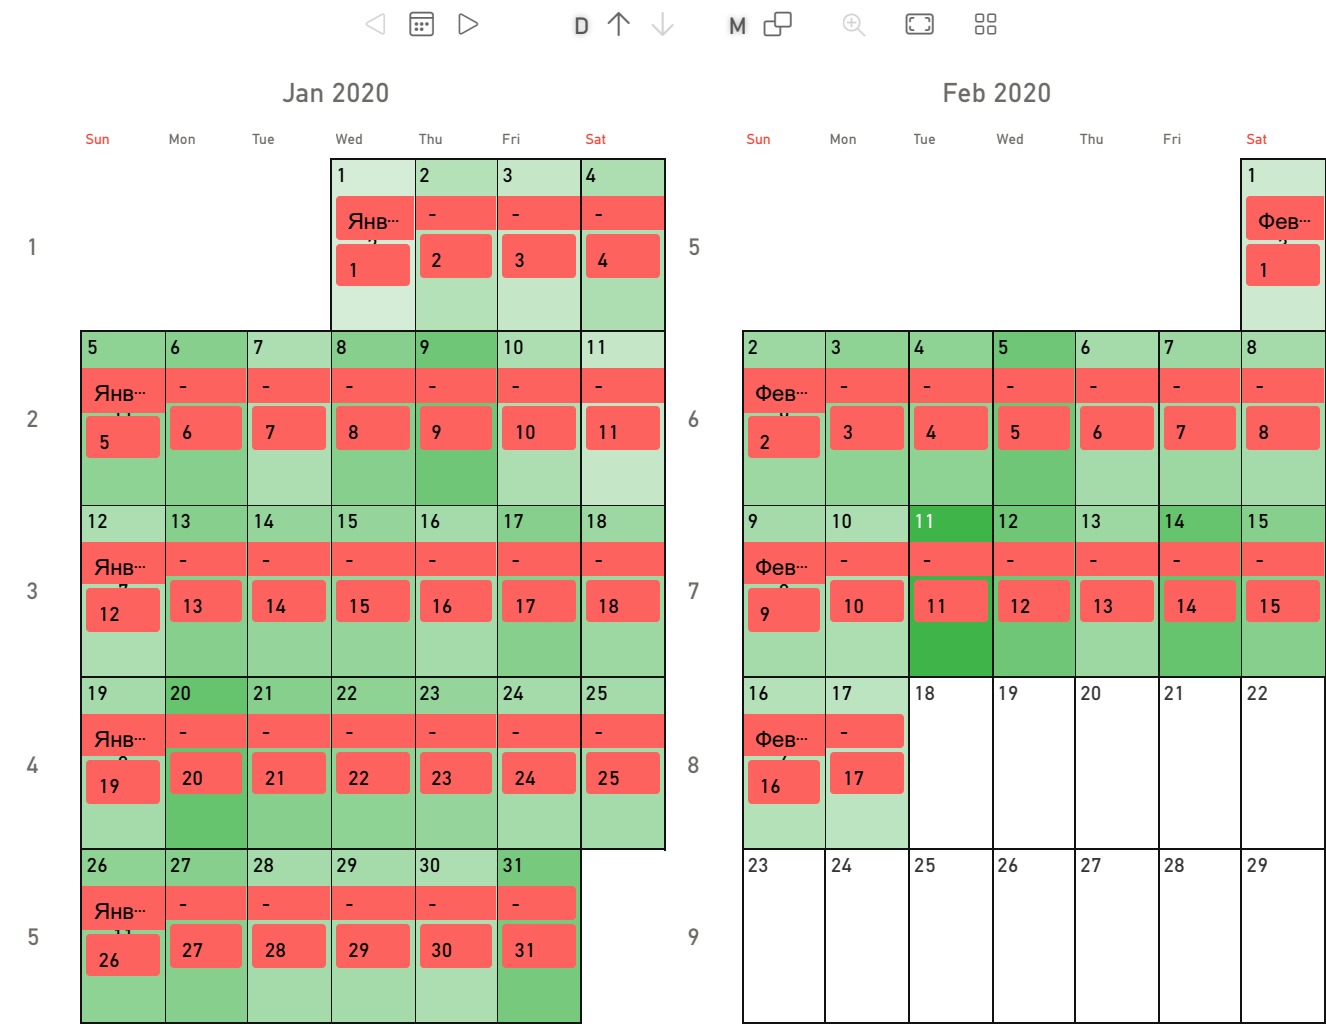 D M
Jan 2020 Feb 2020
Sun Mon Tue Wed Thu Fri Sat Sun Mon Tue Wed Thu Fri Sat
1 2 3 4 1
Янв... - - - Фев...
1 5
1 2 3 4 1
5 6 7 8 9 10 11 2 3 4 5 6 7 8
Янв... - - - - - - Фев... - - - - - -
2 6
5 6 7 8 9 10 11 2 3 4 5 6 7 8
12 13 14 15 16 17 18 9 10 11 12 13 14 15
Янв... - - - - - - Фев... - - - - - -
3 7
12 13 14 15 16 17 18 9 10 11 12 13 14 15
19 20 21 22 23 24 25 16 17 18 19 20 21 22
Янв... - - - - - - Фев... -
4 8
19 20 21 22 23 24 25 16 17
26 27 28 29 30 31 23 24 25 26 27 28 29
Янв... - - - - -
5 9
26 27 28 29 30 31